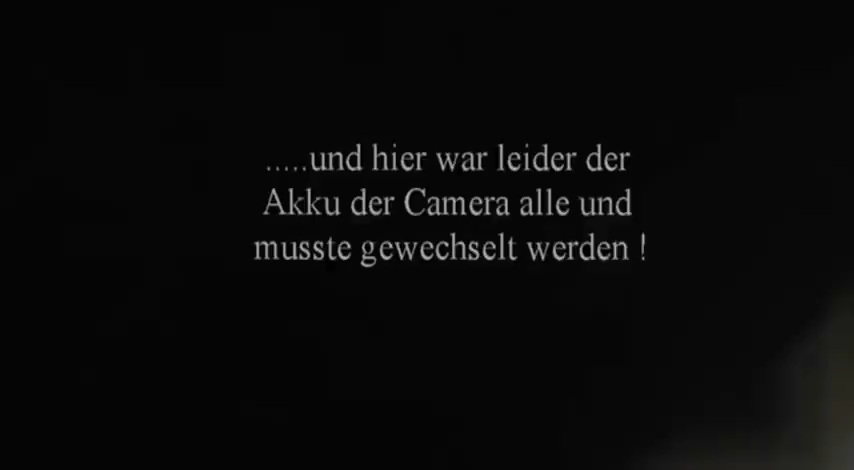 .....und hier war leider der
Akku der Camera alle und
musste gewechselt werden !